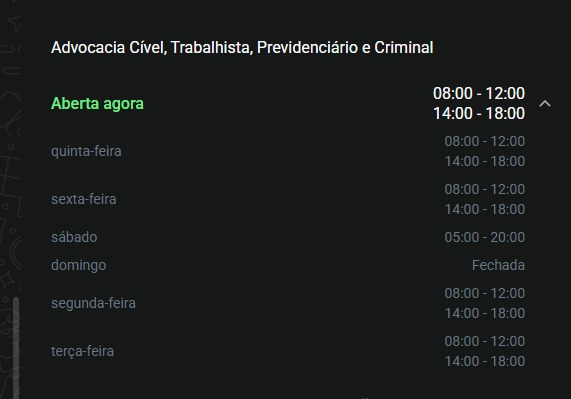 Advocacia Cível, Trabalhista, Previdenciário e Criminal
Aberta agora 08:00 - 12:00
14:00 - 18:00
quinta-feira 08:00 - 12:00
14:00 - 18:00
sexta-feira 08:00 - 12:00
14:00 - 18:00
sábado 05:00 - 20:00
domingo Fechada
segunda-feira 08:00 - 12:00
14:00 - 18:00
terça-feira 08:00 - 12:00
14:00 - 18:00